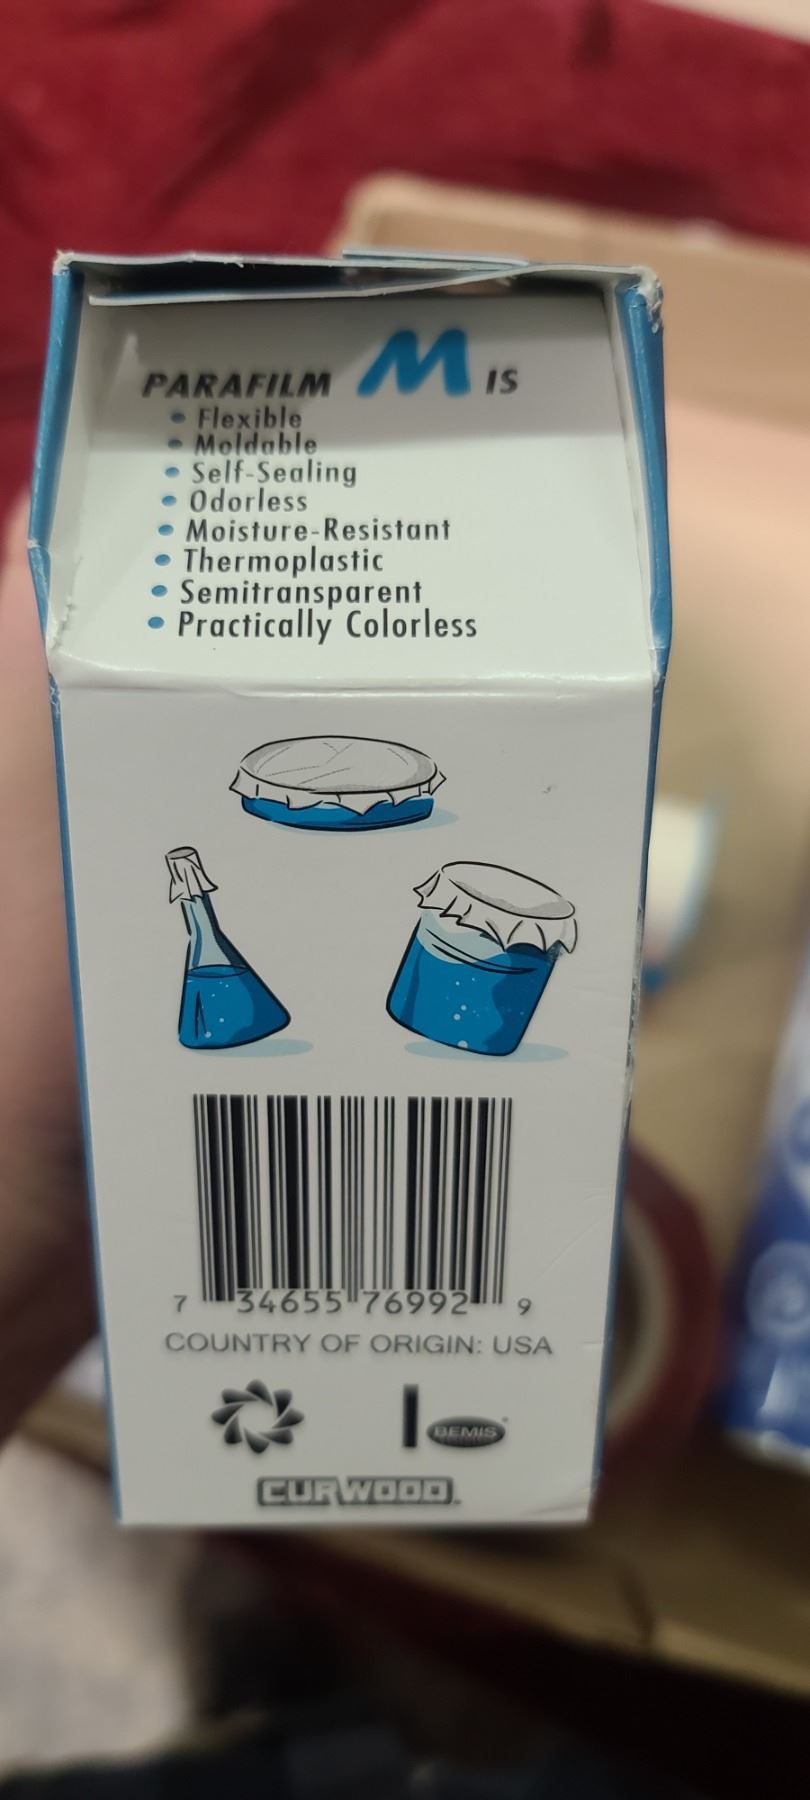 PARAFILM M IS
• Flexible
• Moldable
• Self-Sealing
• Odorless
• Moisture-Resistant
• Thermoplastic
• Semitransparent
• Practically Colorless
7 34655 76992 9
COUNTRY OF ORIGIN: USA
BEMIS
CURWOOD